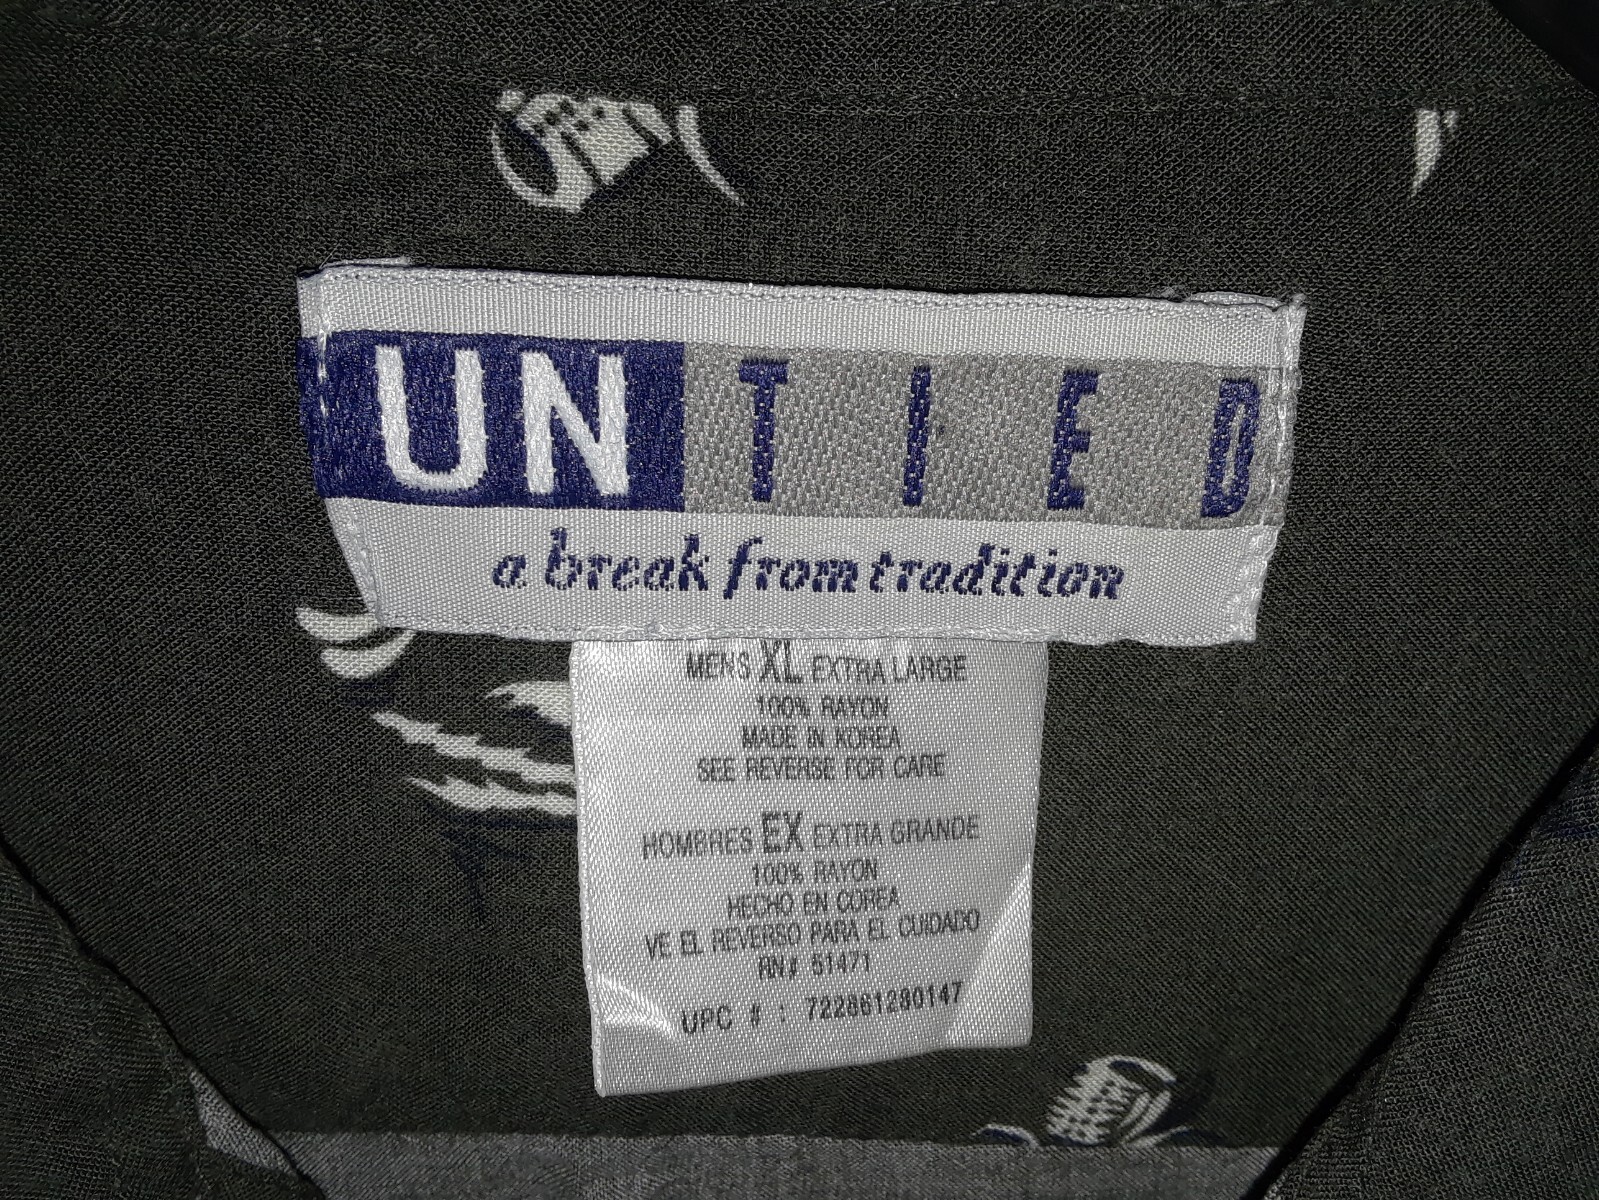 UNTIED
a break from tradition
MENS XL EXTRA LARGE
100% RAYON
MADE IN KOREA
SEE REVERSE FOR CARE
HOMBRES EX EXTRA GRANDE
100% RAYON
HECHO EN COREA
VE EL REVERSO PARA EL CUIDADO
RN# 51471
UPC # : 722861280147